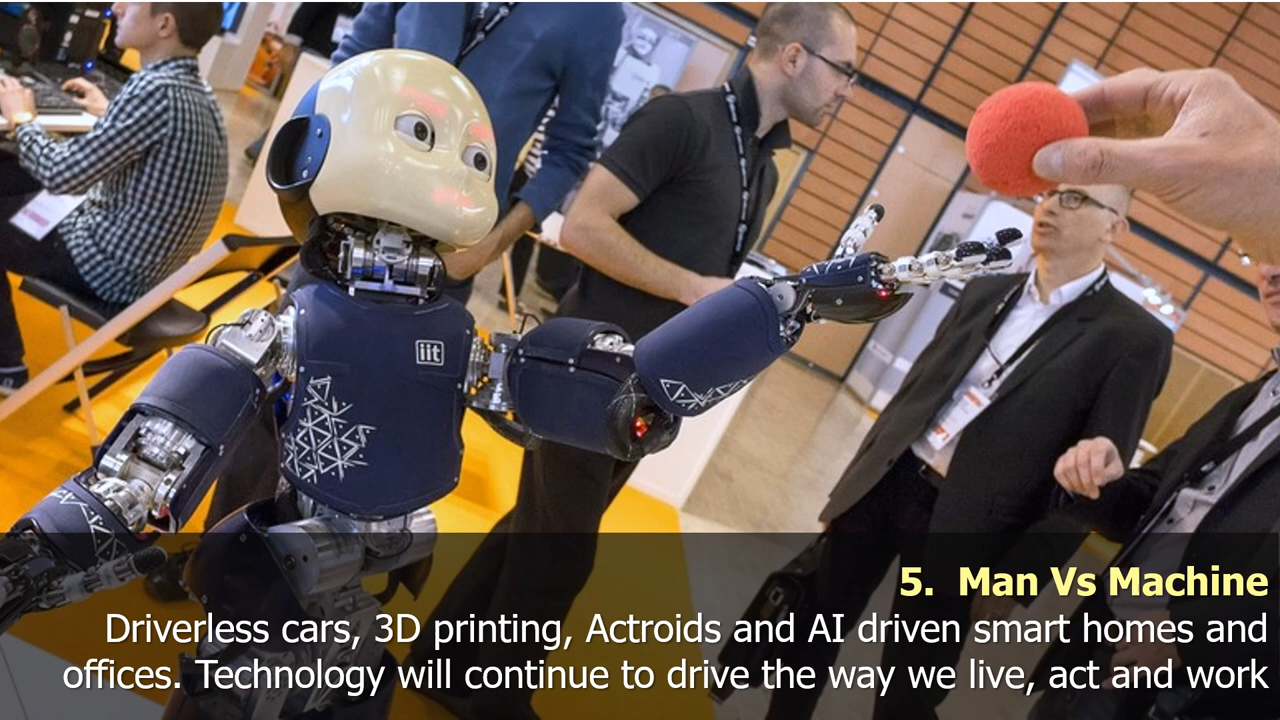 iit
5.  Man Vs Machine
Driverless cars, 3D printing, Actroids and AI driven smart homes and
offices. Technology will continue to drive the way we live, act and work